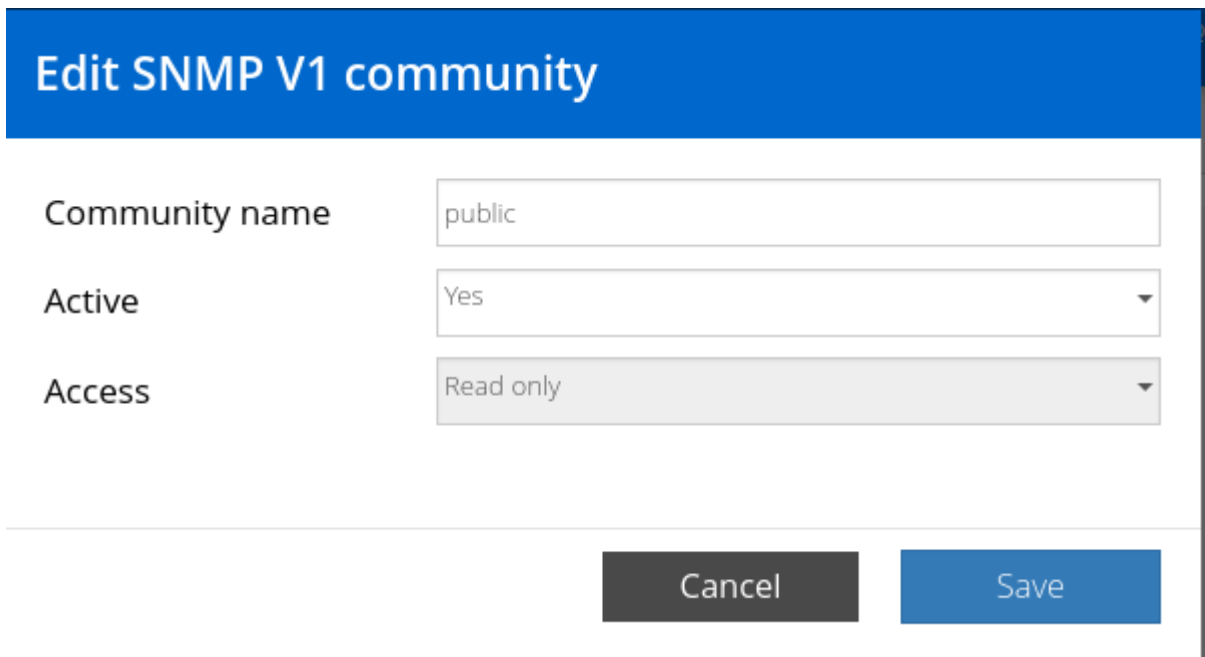 Edit SNMP V1 community
Community name
public
Active
Yes
Access
Read only
Cancel
Save